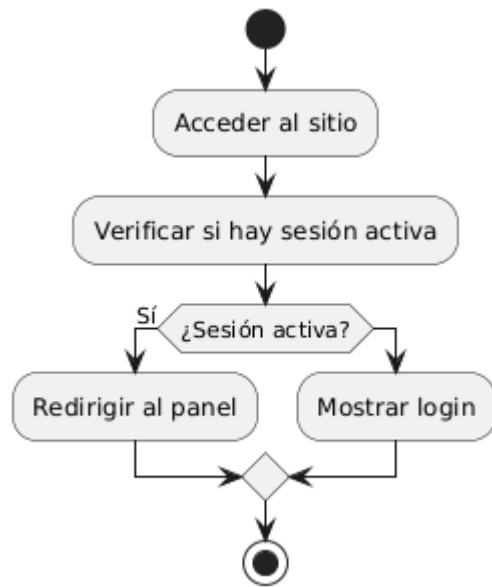 Acceder al sitio
Verificar si hay sesión activa
Sí
¿Sesión activa?
Redirigir al panel
Mostrar login